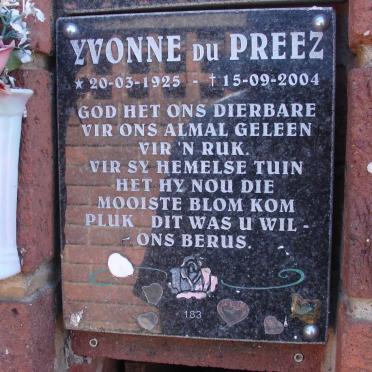 YVONNE DU PREEZ
* 20-03-1925 - † 15-09-2004
GOD HET ONS DIERBARE
VIR ONS ALMAL GELEEN
VIR 'N RUK.
VIR SY HEMELSE TUIN
HET HY NOU DIE
MOOISTE BLOM KOM
PLUK DIT WAS U WIL -
ONS BERUS.
183